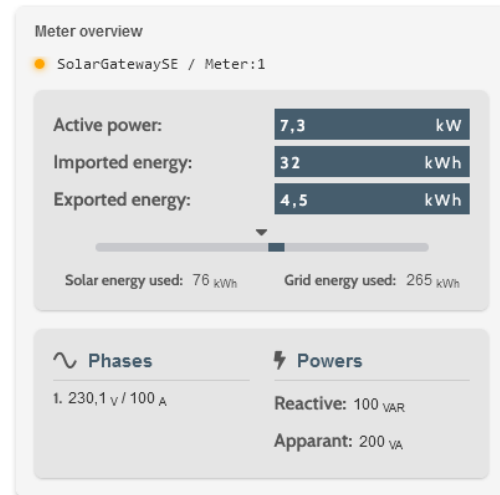 Meter overview
SolarGatewaySE / Meter:1
Active power: 7,3 kW
Imported energy: 32 kWh
Exported energy: 4,5 kWh
Solar energy used: 76 kWh Grid energy used: 265 kWh
Phases Powers
1. 230,1 V / 100 A
Reactive: 100 VAR
Apparant: 200 VA